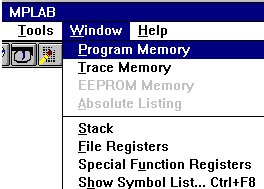 MPLAB
Tools Window Help
Program Memory
Trace Memory
EEPROM Memory
Absolute Listing
Stack
File Registers
Special Function Registers
Show Symbol List... Ctrl+F8